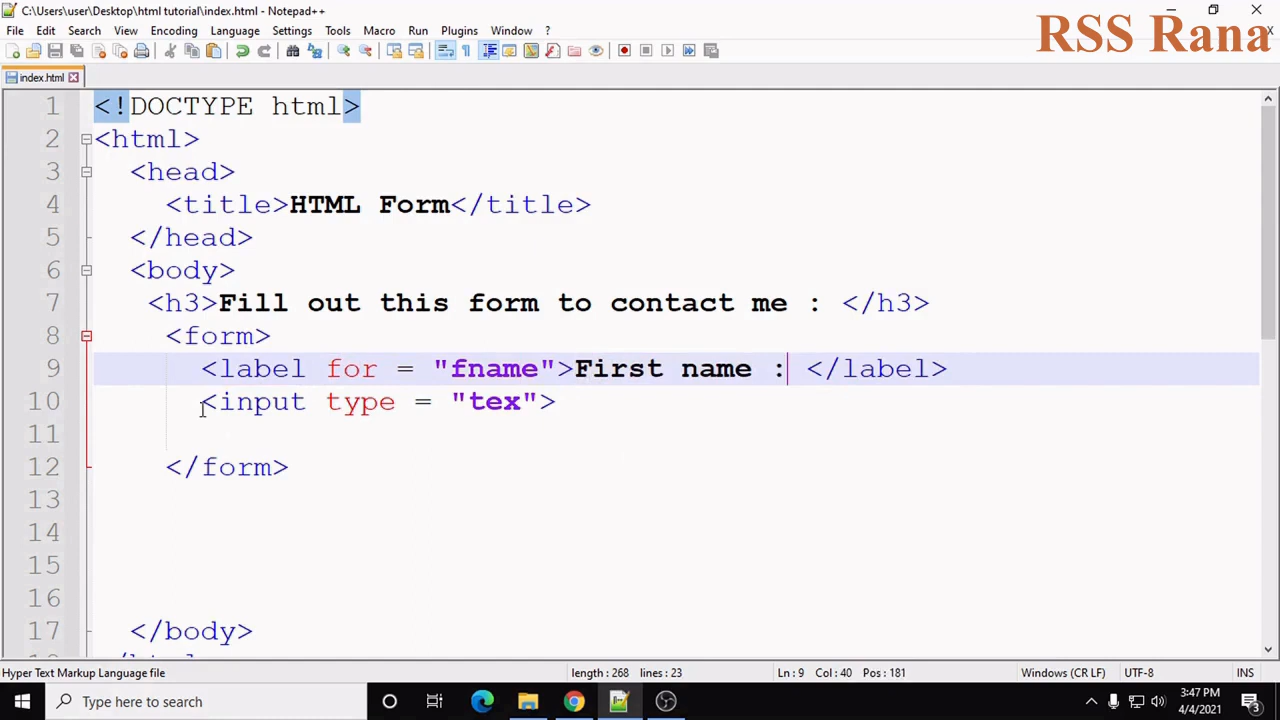 C:\Users\user\Desktop\html tutorial\index.html - Notepad++
File Edit Search View Encoding Language Settings Tools Macro Run Plugins Window ? X
RSS Rana
index.html
1 <!DOCTYPE html>
2 <html>
3 <head>
4 <title>HTML Form</title>
5 </head>
6 <body>
7 <h3>Fill out this form to contact me : </h3>
8 <form>
9 <label for = "fname">First name : </label>
10 <input type = "tex">
11
12 </form>
13
14
15
16
17 </body>
Hyper Text Markup Language file length : 268 lines : 23 Ln : 9 Col : 40 Pos : 181 Windows (CR LF) UTF-8 INS
Type here to search 3:47 PM
4/4/2021 3